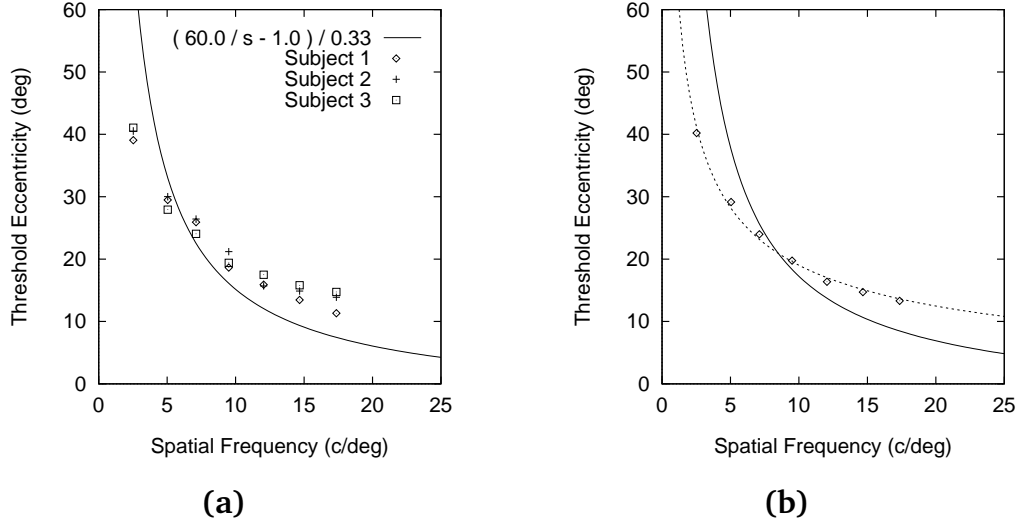 60
50
40
30
20
10
0
0 5 10 15 20 25
Threshold Eccentricity (deg)
Spatial Frequency (c/deg)
( 60.0 / s - 1.0 ) / 0.33
Subject 1
Subject 2
Subject 3
(a)
60
50
40
30
20
10
0
0 5 10 15 20 25
Threshold Eccentricity (deg)
Spatial Frequency (c/deg)
(b)